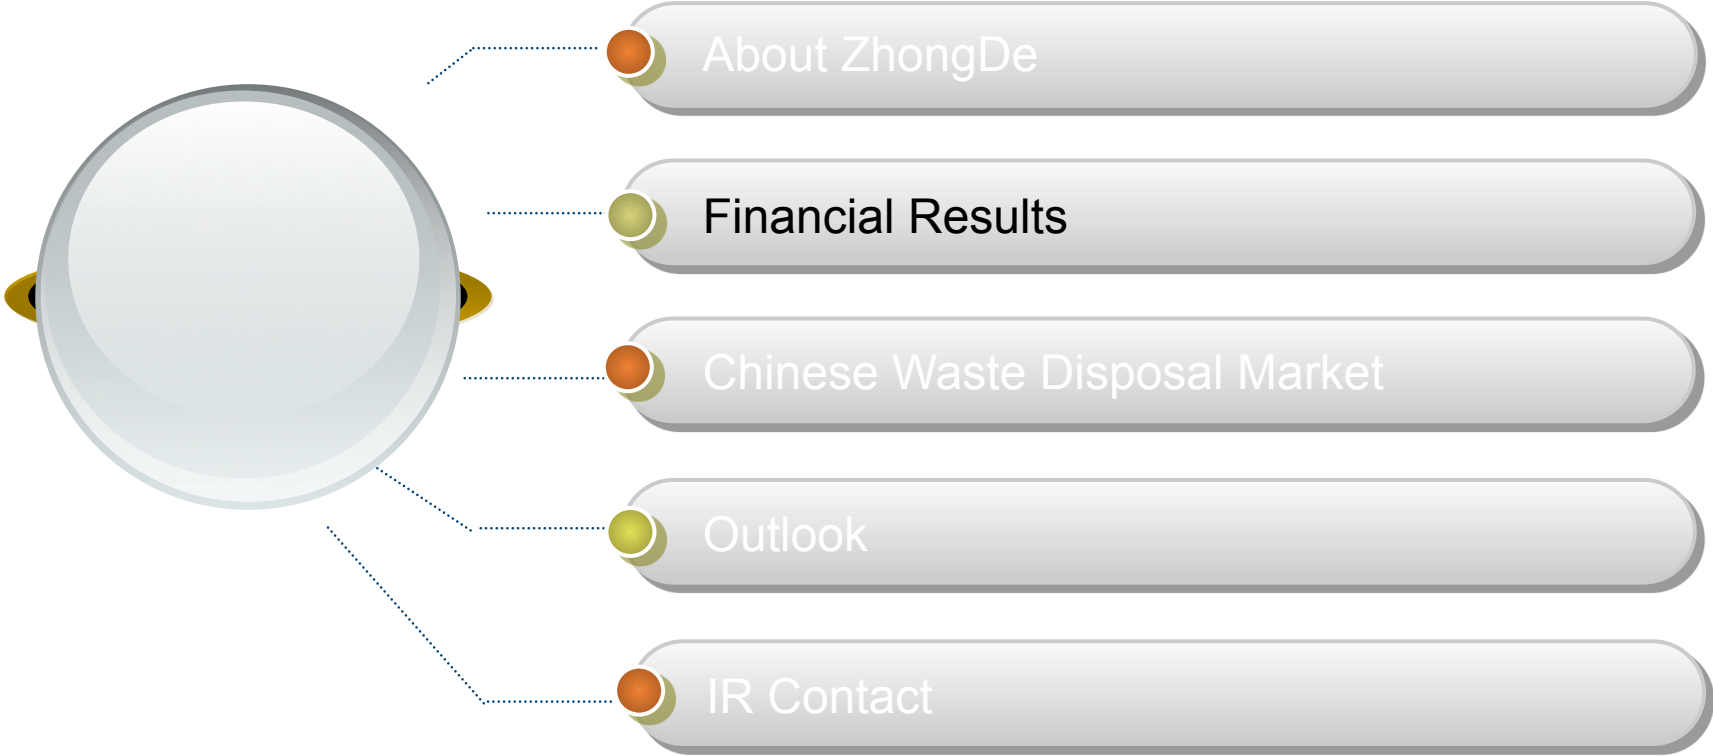 About ZhongDe
Financial Results
Chinese Waste Disposal Market
Outlook
IR Contact